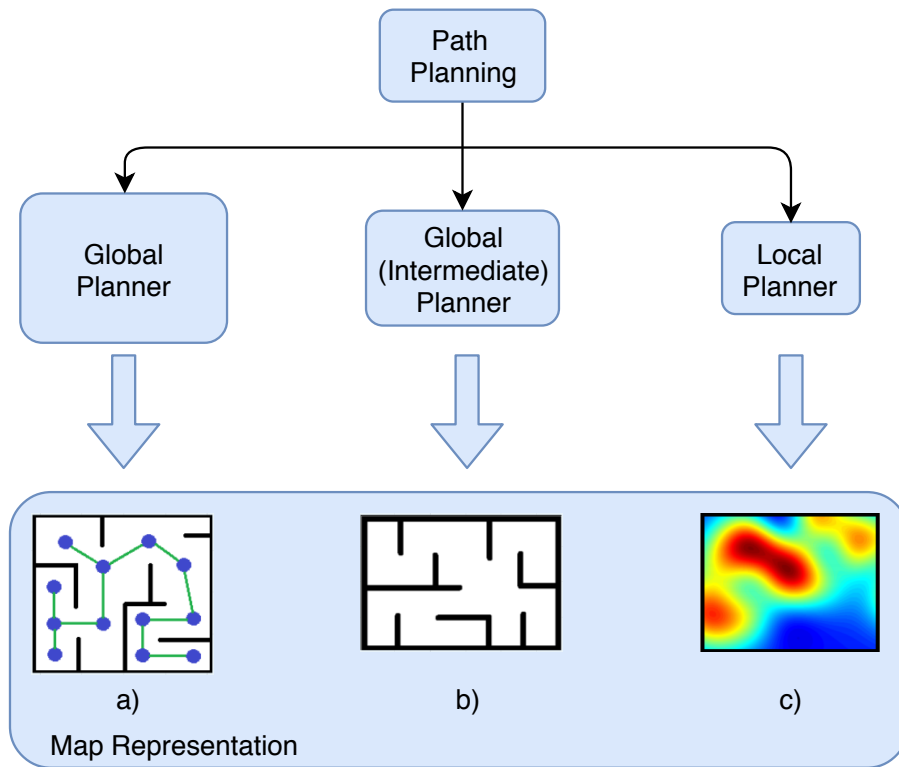 Path
Planning
Global
Planner
Global
(Intermediate)
Planner
Local
Planner
a)
b)
c)
Map Representation